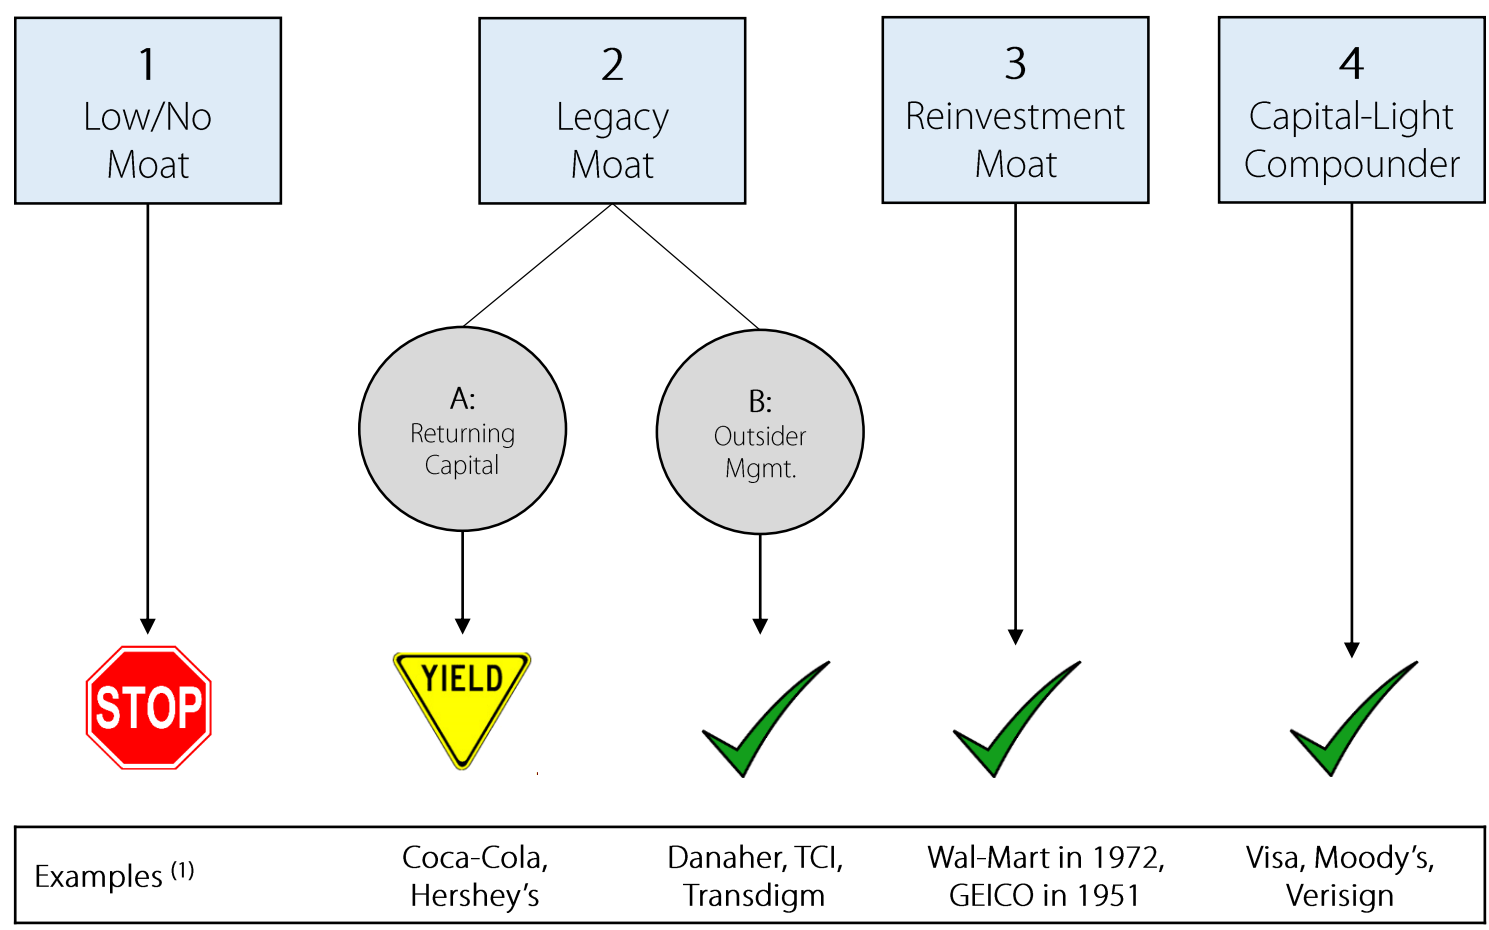 1
Low/No
Moat
2
Legacy
Moat
3
Reinvestment
Moat
4
Capital-Light
Compounder
A:
Returning
Capital
B:
Outsider
Mgmt.
STOP
YIELD
Examples (1)
Coca-Cola,
Hershey's
Danaher, TCI,
Transdigm
Wal-Mart in 1972,
GEICO in 1951
Visa, Moody's,
Verisign